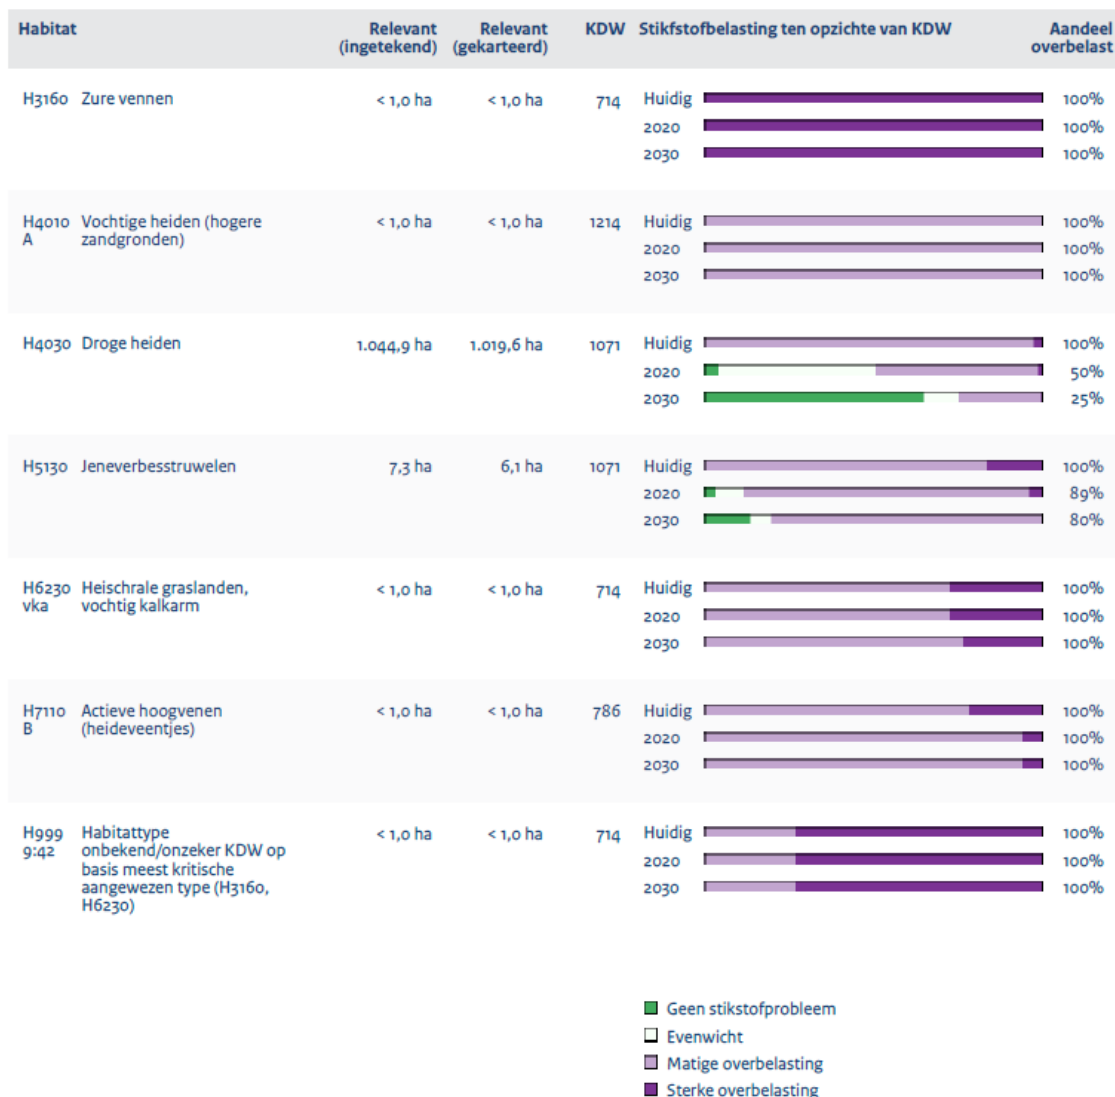 Habitat Relevant (ingetekend) Relevant (gekarteerd) KDW Stikfstofbelasting ten opzichte van KDW Aandeel overbelast
H3160 Zure vennen < 1,0 ha < 1,0 ha 714 Huidig 100%
2020 100%
2030 100%
H4010 Vochtige heiden (hogere < 1,0 ha < 1,0 ha 1214 Huidig 100%
A zandgronden) 2020 100%
2030 100%
H4030 Droge heiden 1.044,9 ha 1.019,6 ha 1071 Huidig 100%
2020 50%
2030 25%
H5130 Jeneverbesstruwelen 7,3 ha 6,1 ha 1071 Huidig 100%
2020 89%
2030 80%
H6230 Heischrale graslanden, < 1,0 ha < 1,0 ha 714 Huidig 100%
vka vochtig kalkarm 2020 100%
2030 100%
H7110 Actieve hoogvenen < 1,0 ha < 1,0 ha 786 Huidig 100%
B (heideveentjes) 2020 100%
2030 100%
H999 Habitattype < 1,0 ha < 1,0 ha 714 Huidig 100%
9:42 onbekend/onzeker KDW op 2020 100%
basis meest kritische
aangewezen type (H3160, 2030 100%
H6230)
Geen stikstofprobleem
Evenwicht
Matige overbelasting
Sterke overbelasting